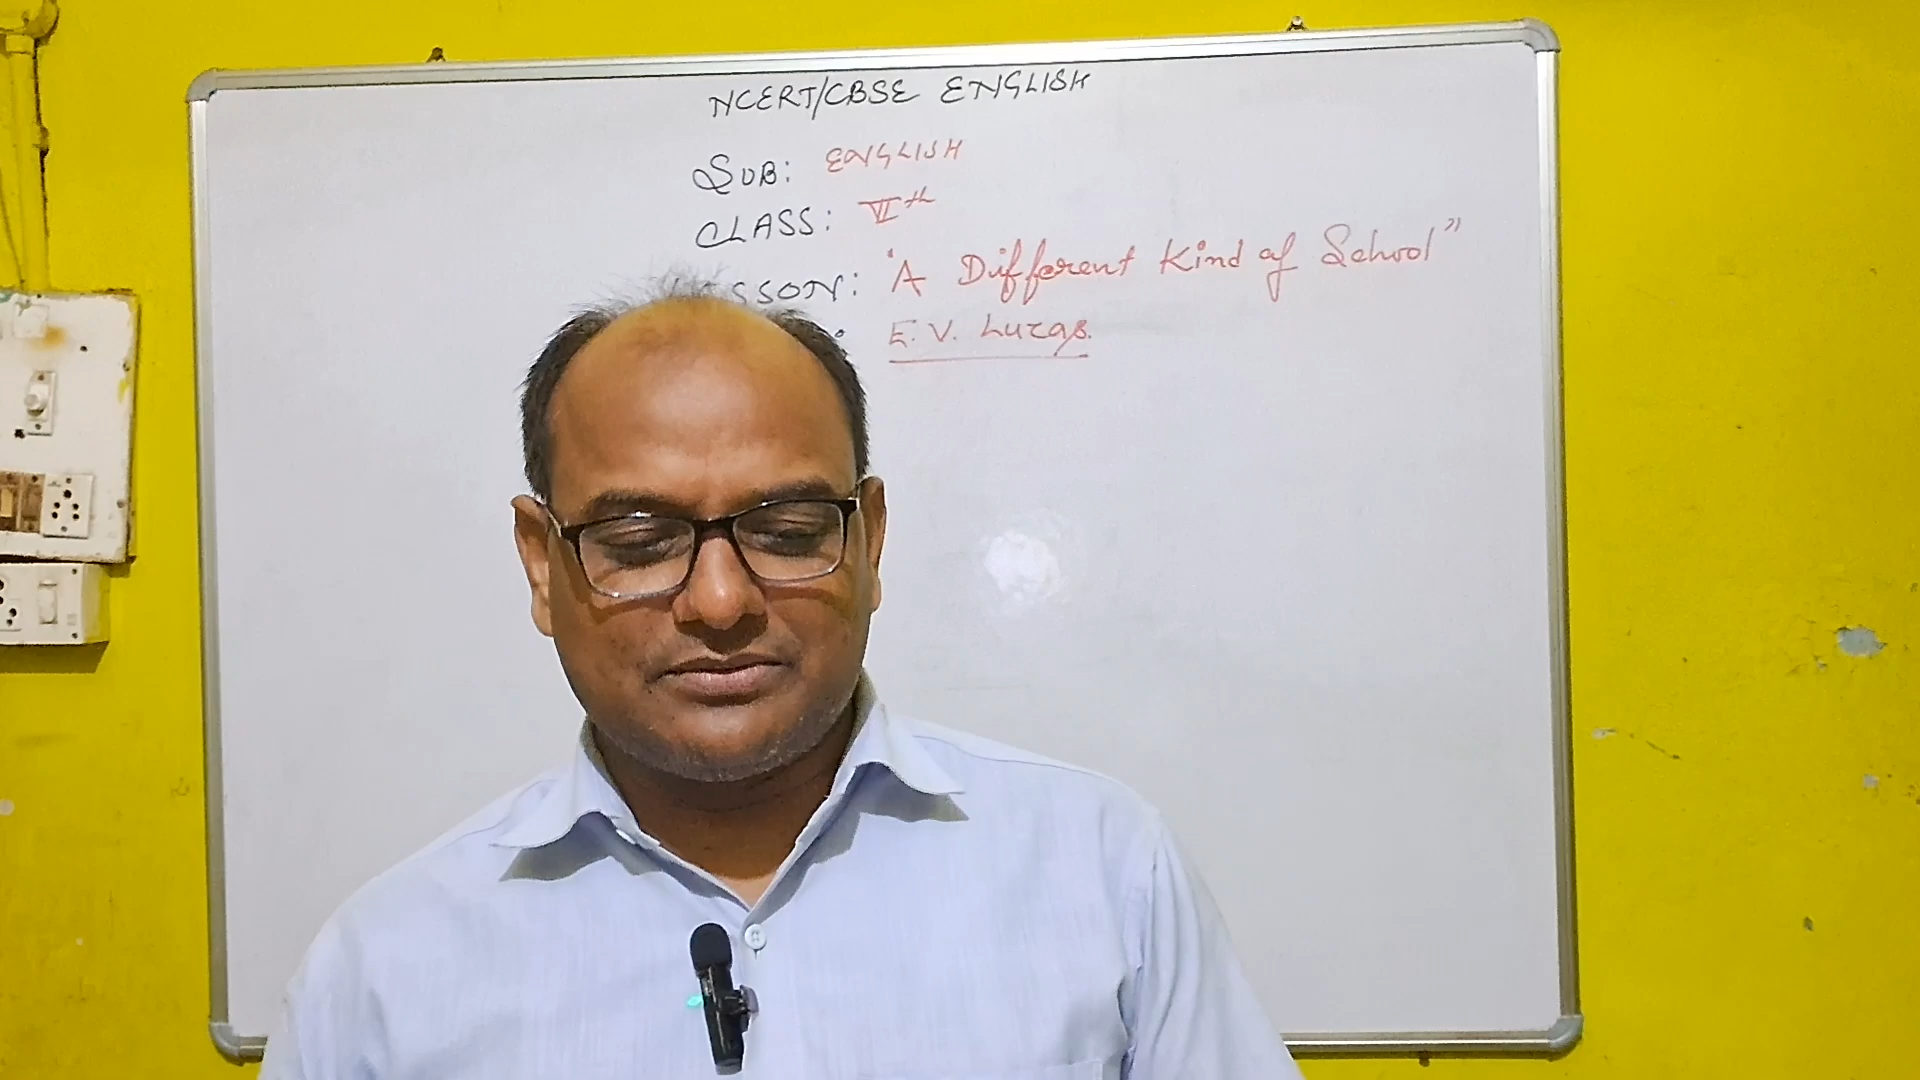 NCERT/CBSE ENGLISH
SUB: ENGLISH
CLASS: VIth
SSON: "A Different Kind of School"
: E. V. Lucas.